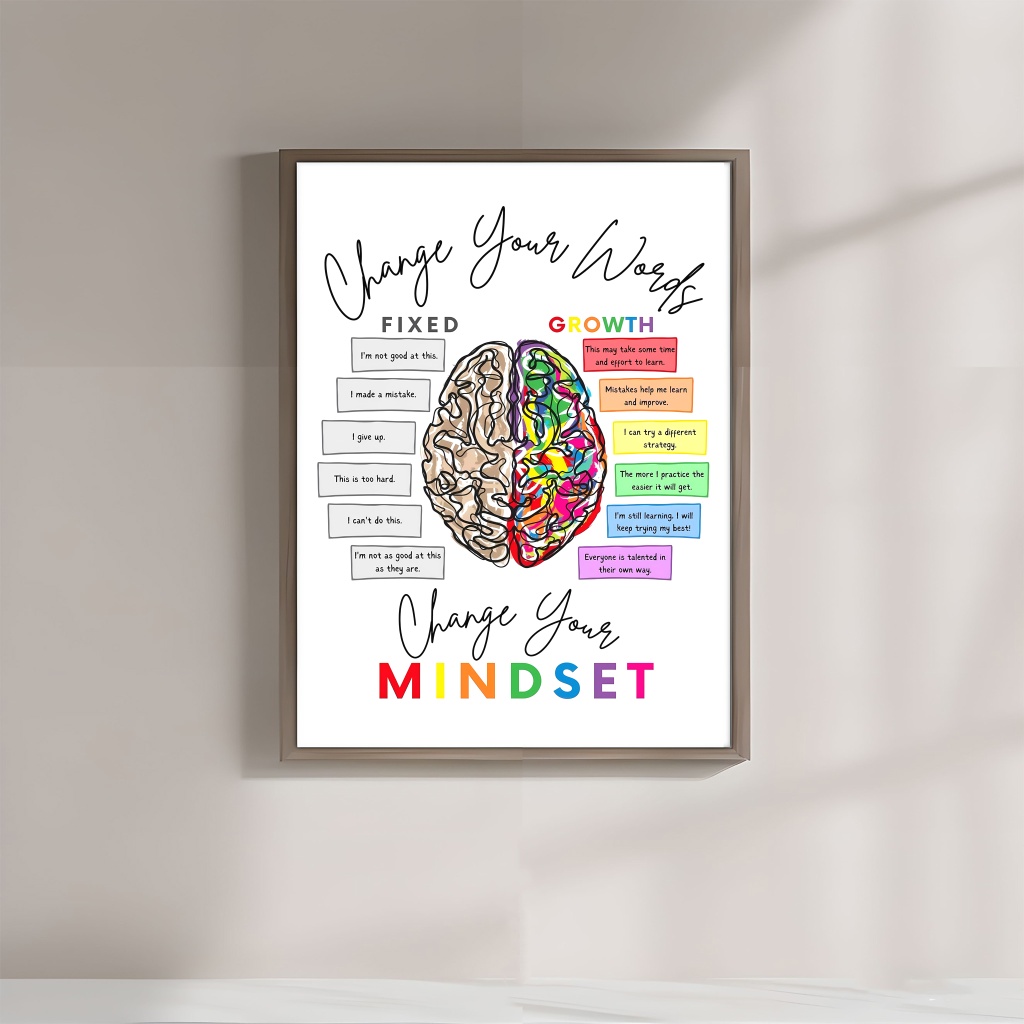 Change Your Words
FIXED
GROWTH
I'm not good at this.
I made a mistake.
I give up.
This is too hard.
I can't do this.
I'm not as good at this
as they are.
This may take some time
and effort to learn.
Mistakes help me learn
and improve.
I can try a different
strategy.
The more I practice the
easier it will get.
I'm still learning. I will
keep trying my best!
Everyone is talented in
their own way.
Change Your
MINDSET